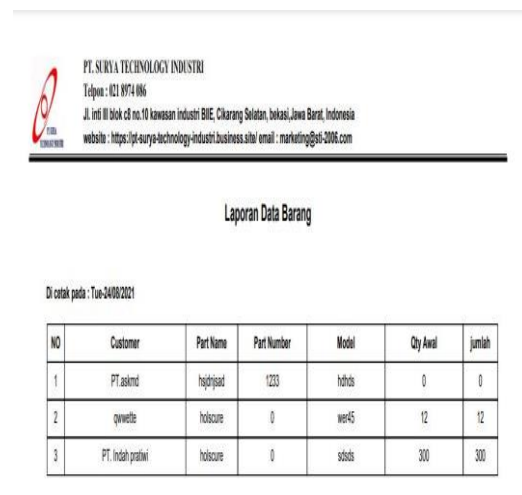 PT. SURYA TECHNOLOGY INDUSTRI
Telpon : 021 8974 086
Jl. inti III blok c8 no.10 kawasan industri BIIE, Cikarang Selatan, bekasi,Jawa Barat, Indonesia
website : https://pt-surya-technology-industri.business.site/ email : marketing@sti-2006.com
Laporan Data Barang
Di cetak pada : Tue-24/08/2021
NO Customer Part Name Part Number Model Qty Awal jumlah
1 PT.askmd hsjdnjsad 1233 hdhds 0 0
2 qwwette holscure 0 wer45 12 12
3 PT. Indah pratiwi holscure 0 sdsds 300 300